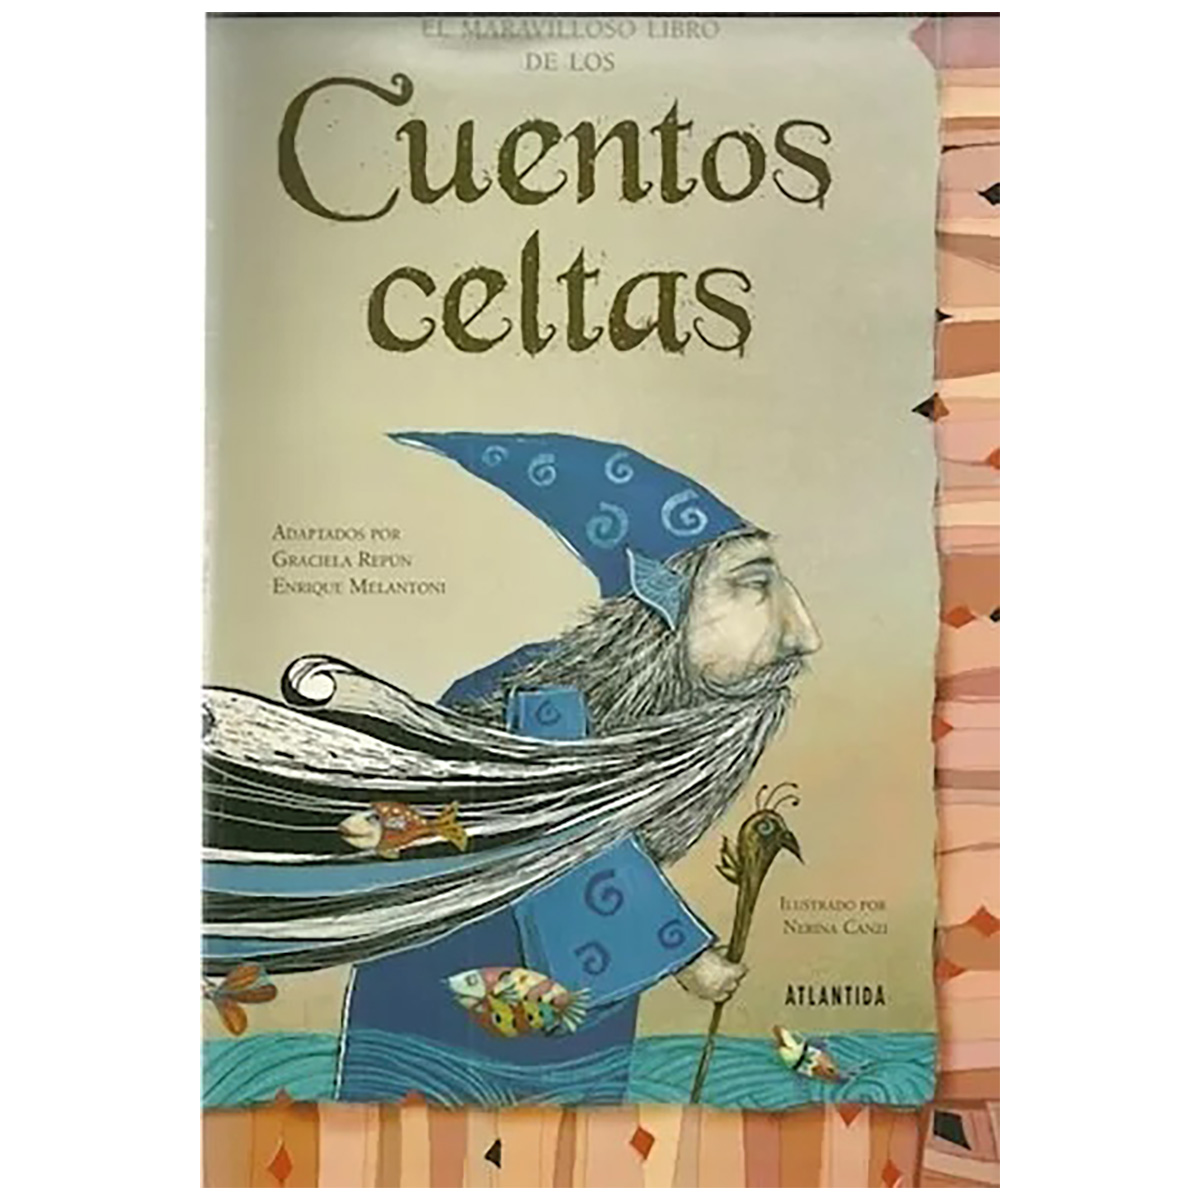 EL MARAVILLOSO LIBRO
DE LOS
Cuentos
celtas
ADAPTADOS POR
GRACIELA REPÚN
ENRIQUE MELANTONI
ILUSTRADO POR
NERINA CANZI
ATLANTIDA